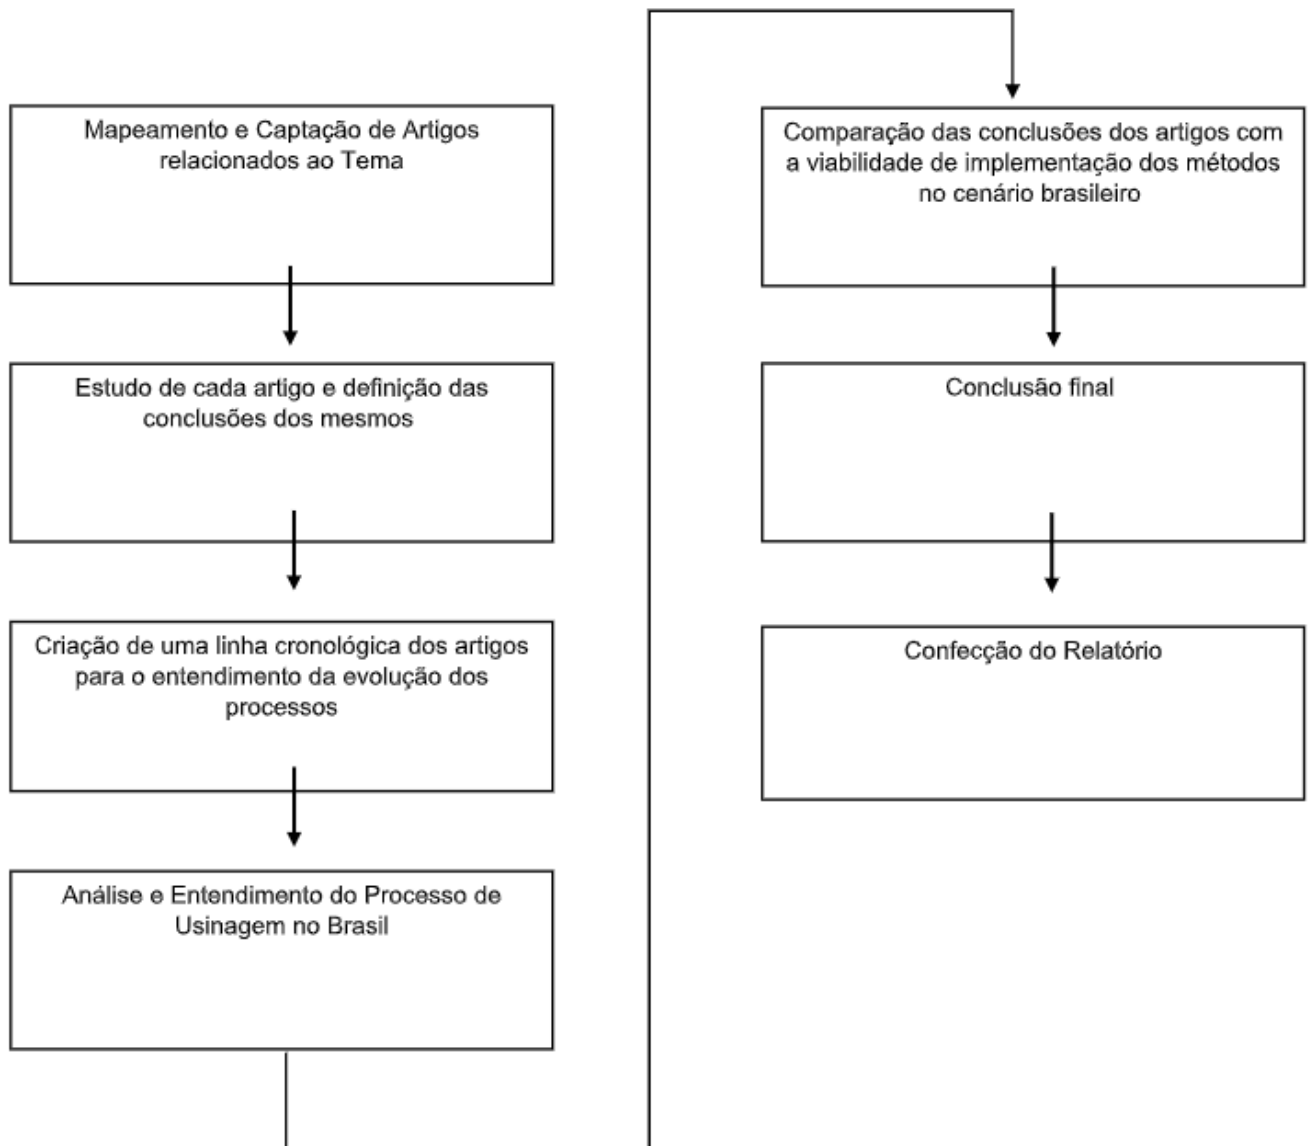 Mapeamento e Captação de Artigos
relacionados ao Tema
Estudo de cada artigo e definição das
conclusões dos mesmos
Criação de uma linha cronológica dos artigos
para o entendimento da evolução dos
processos
Análise e Entendimento do Processo de
Usinagem no Brasil
Comparação das conclusões dos artigos com
a viabilidade de implementação dos métodos
no cenário brasileiro
Conclusão final
Confecção do Relatório